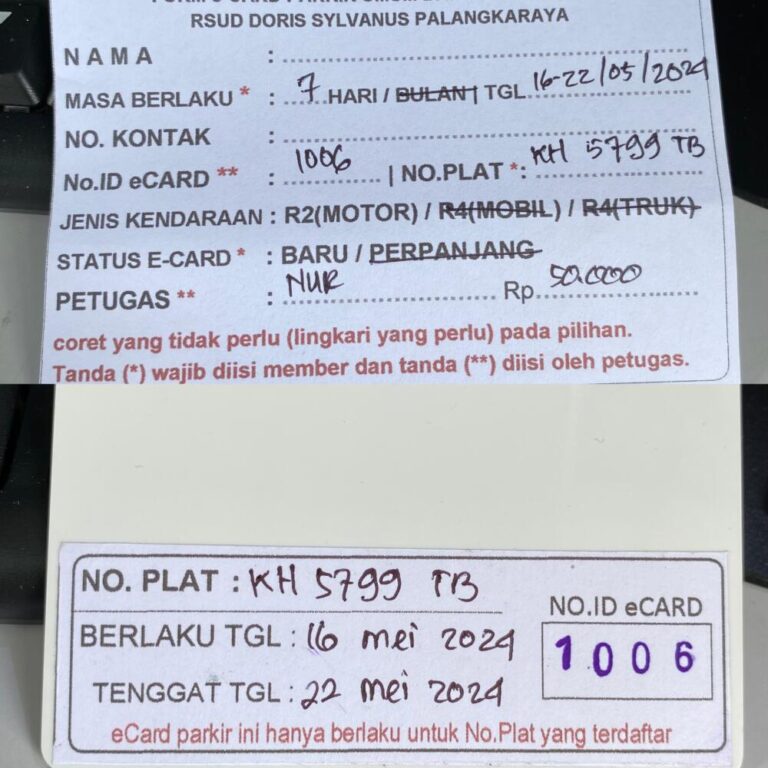 RSUD DORIS SYLVANUS PALANGKARAYA
NAMA :
MASA BERLAKU * : 7 HARI / BULAN | TGL 16-22/05/2024
NO. KONTAK :
No.ID eCARD ** : 1006 | NO.PLAT *: KH 5799 TB
JENIS KENDARAAN : R2(MOTOR) / R4(MOBIL) / R4(TRUK)
STATUS E-CARD * : BARU / PERPANJANG
PETUGAS ** : NUR Rp. 50.000
coret yang tidak perlu (lingkari yang perlu) pada pilihan.
Tanda (*) wajib diisi member dan tanda (**) diisi oleh petugas.
NO. PLAT : KH 5799 TB
NO.ID eCARD
BERLAKU TGL : 16 mei 2024
1006
TENGGAT TGL : 22 mei 2024
eCard parkir ini hanya berlaku untuk No.Plat yang terdaftar